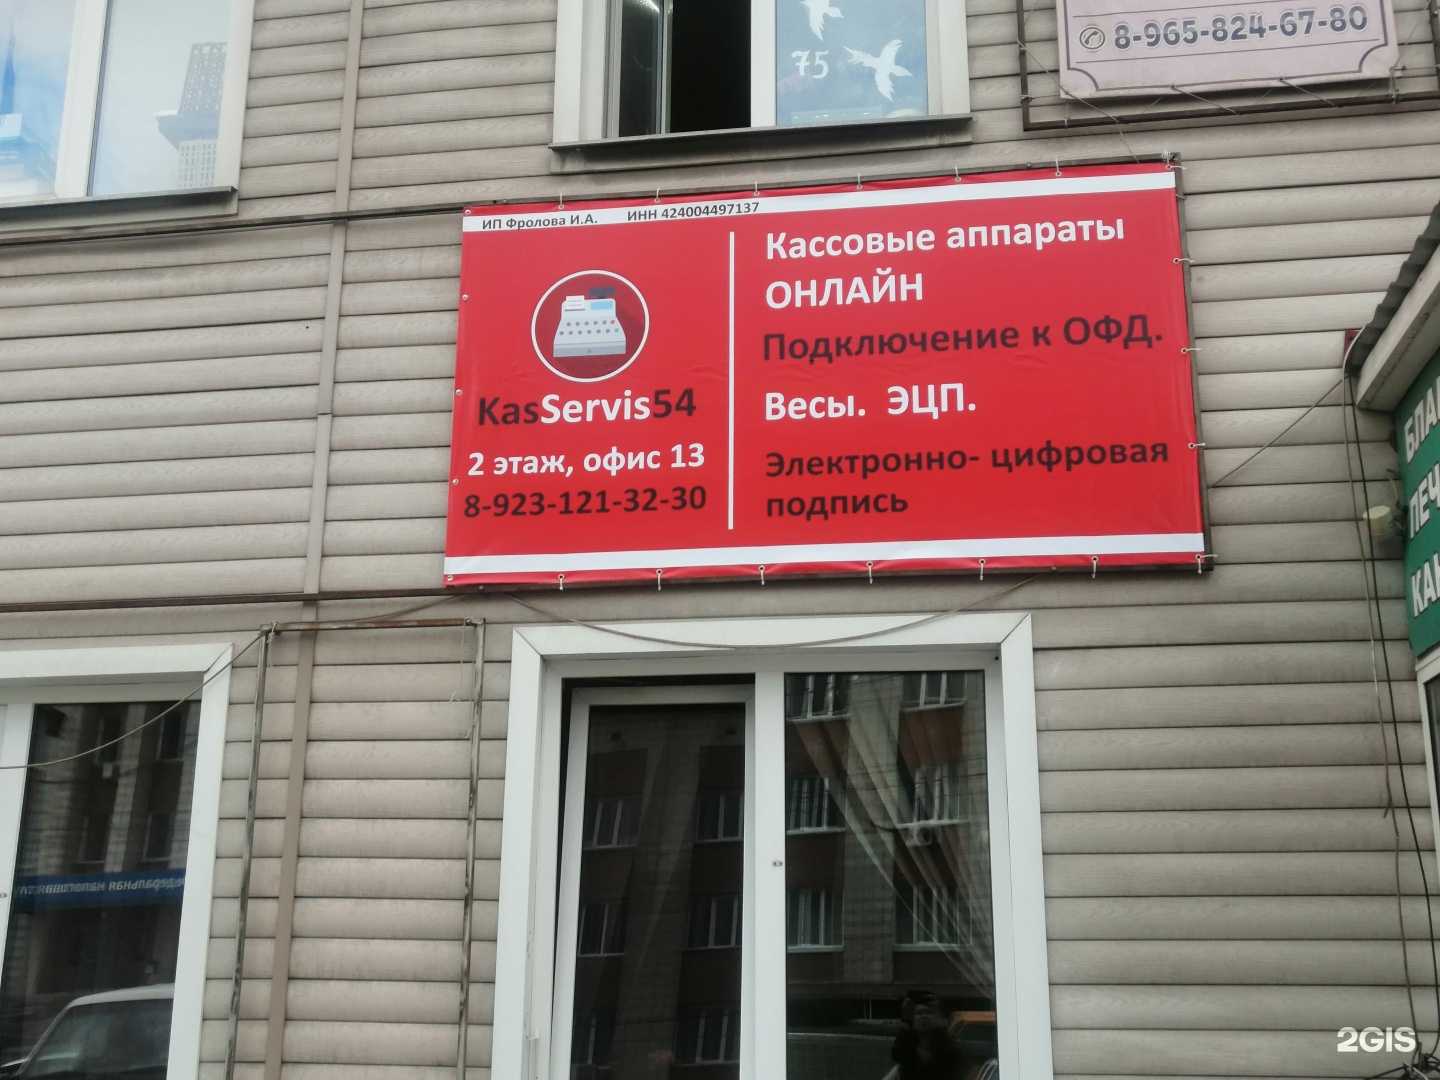 8-965-824-67-80
75
ИП Фролова И.А. ИНН 424004497137
KasServis54
2 этаж, офис 13
8-923-121-32-30
Кассовые аппараты
ОНЛАЙН
Подключение к ОФД.
Весы. ЭЦП.
Электронно- цифровая
подпись
2GIS